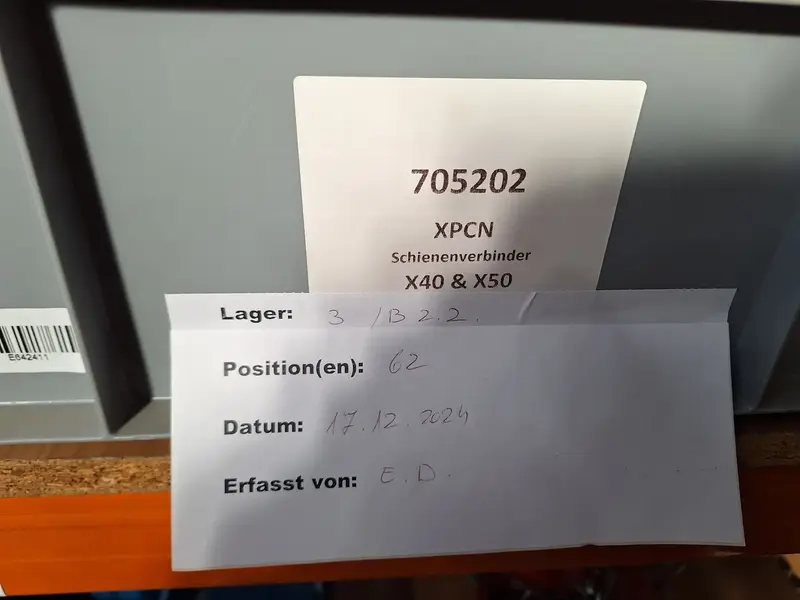 705202
XPCN
Schienenverbinder
X40 & X50
Lager: 3 / B 2.2.
Position(en): 62
Datum: 17.12.2024
Erfasst von: E.D.
E642411